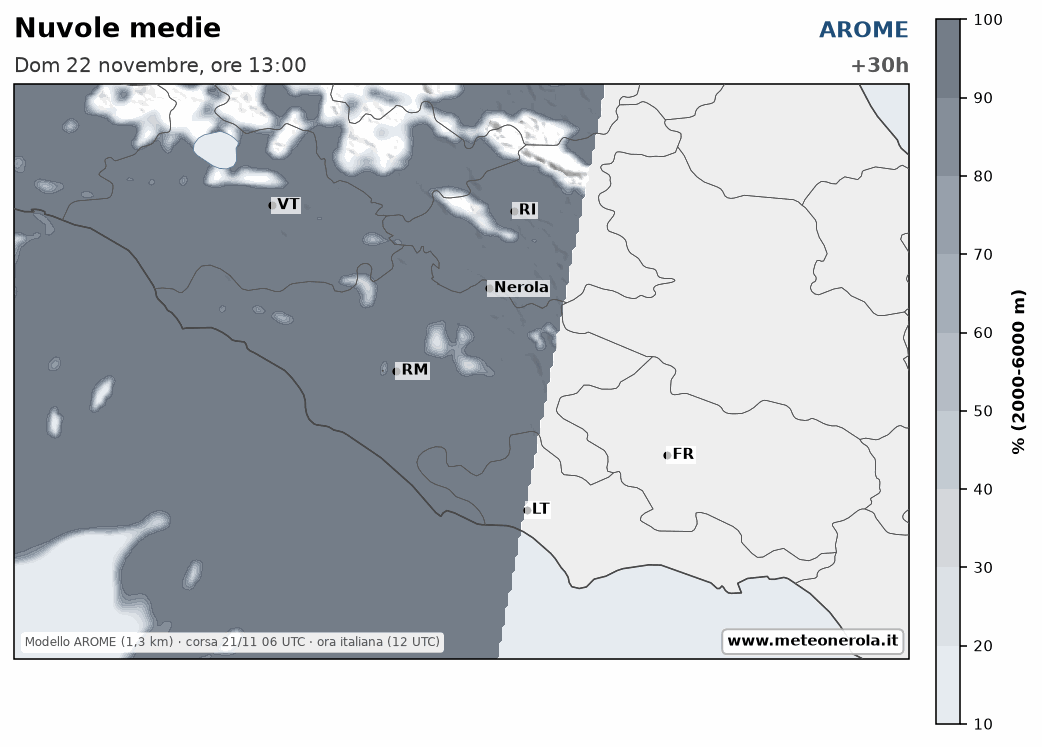 Nuvole medie
AROME
Dom 22 novembre, ore 13:00
+30h
VT
RI
Nerola
RM
FR
LT
Modello AROME (1,3 km) · corsa 21/11 06 UTC · ora italiana (12 UTC)
www.meteonerola.it
100
90
80
70
60
50
40
30
20
10
% (2000-6000 m)